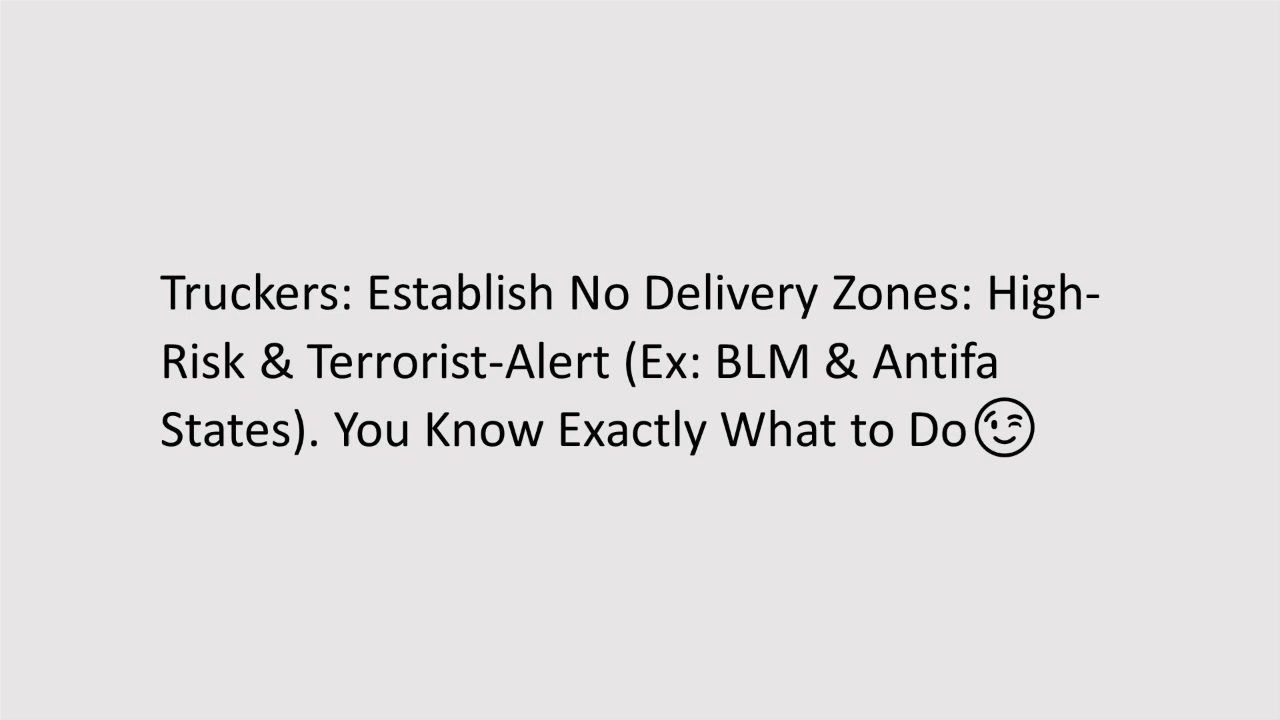 Truckers: Establish No Delivery Zones: High-
Risk & Terrorist-Alert (Ex: BLM & Antifa
States). You Know Exactly What to Do😉